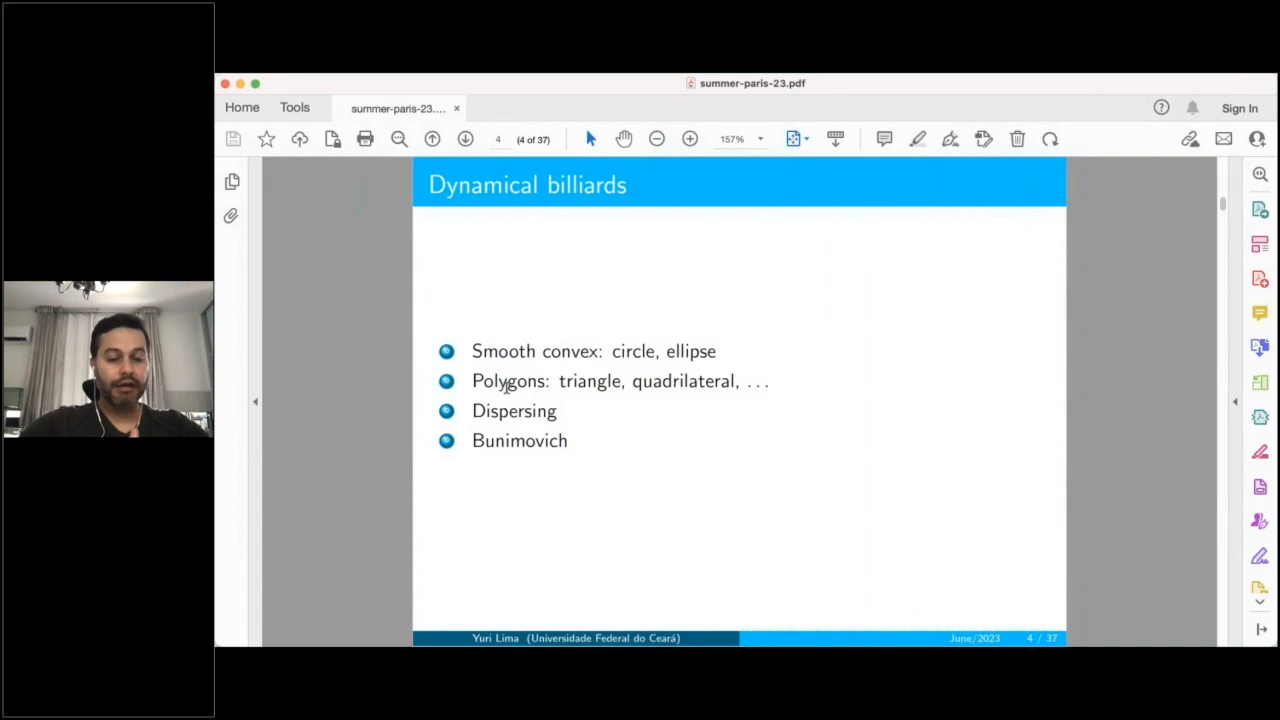 summer-paris-23.pdf
Home Tools summer-paris-23.... × Sign In
4 (4 of 37) 157%
Dynamical billiards
Smooth convex: circle, ellipse
Polygons: triangle, quadrilateral, ...
Dispersing
Bunimovich
Yuri Lima (Universidade Federal do Ceará) June/2023 4 / 37